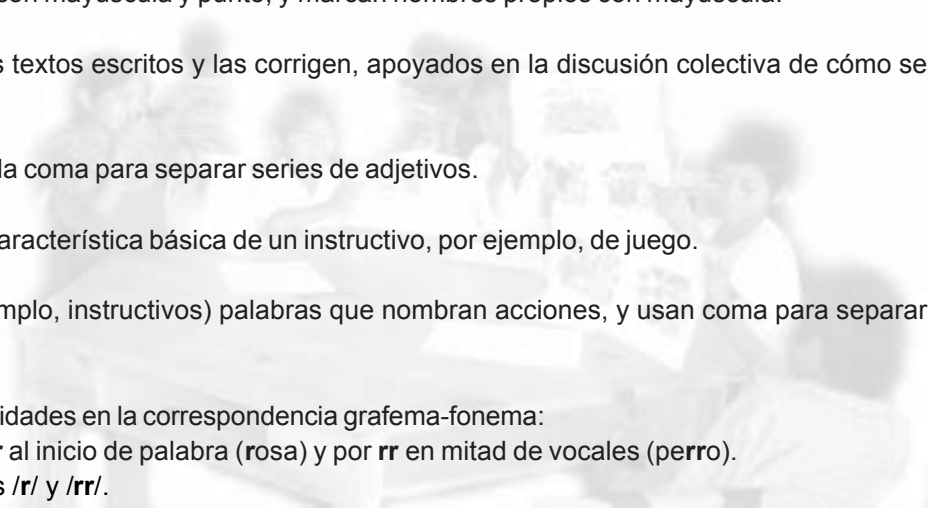 con mayúscula y punto, y marcan nombres propios con mayúscula.
s textos escritos y las corrigen, apoyados en la discusión colectiva de cómo se
la coma para separar series de adjetivos.
aracterística básica de un instructivo, por ejemplo, de juego.
mplo, instructivos) palabras que nombran acciones, y usan coma para separar
idades en la correspondencia grafema-fonema:
r al inicio de palabra (rosa) y por rr en mitad de vocales (perro).
s /r/ y /rr/.